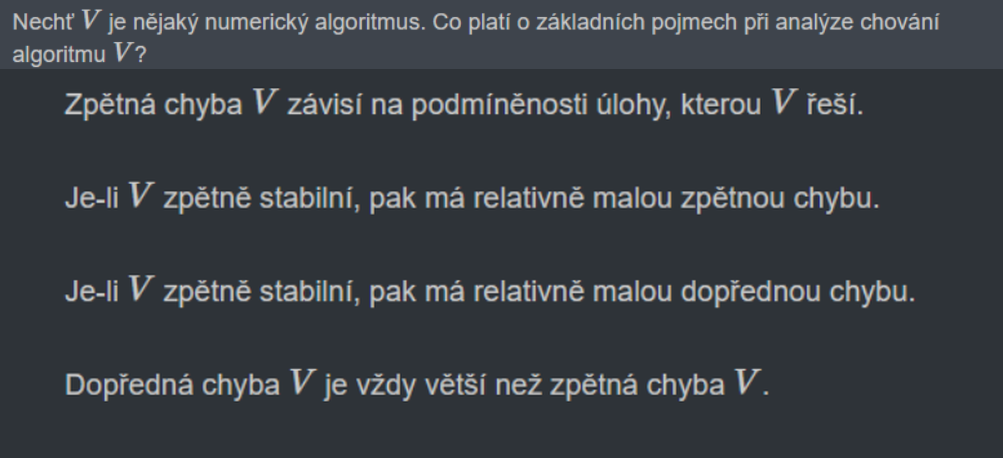 Nechť V je nějaký numerický algoritmus. Co platí o základních pojmech při analýze chování
algoritmu V?
Zpětná chyba V závisí na podmíněnosti úlohy, kterou V řeší.
Je-li V zpětně stabilní, pak má relativně malou zpětnou chybu.
Je-li V zpětně stabilní, pak má relativně malou dopřednou chybu.
Dopředná chyba V je vždy větší než zpětná chyba V.